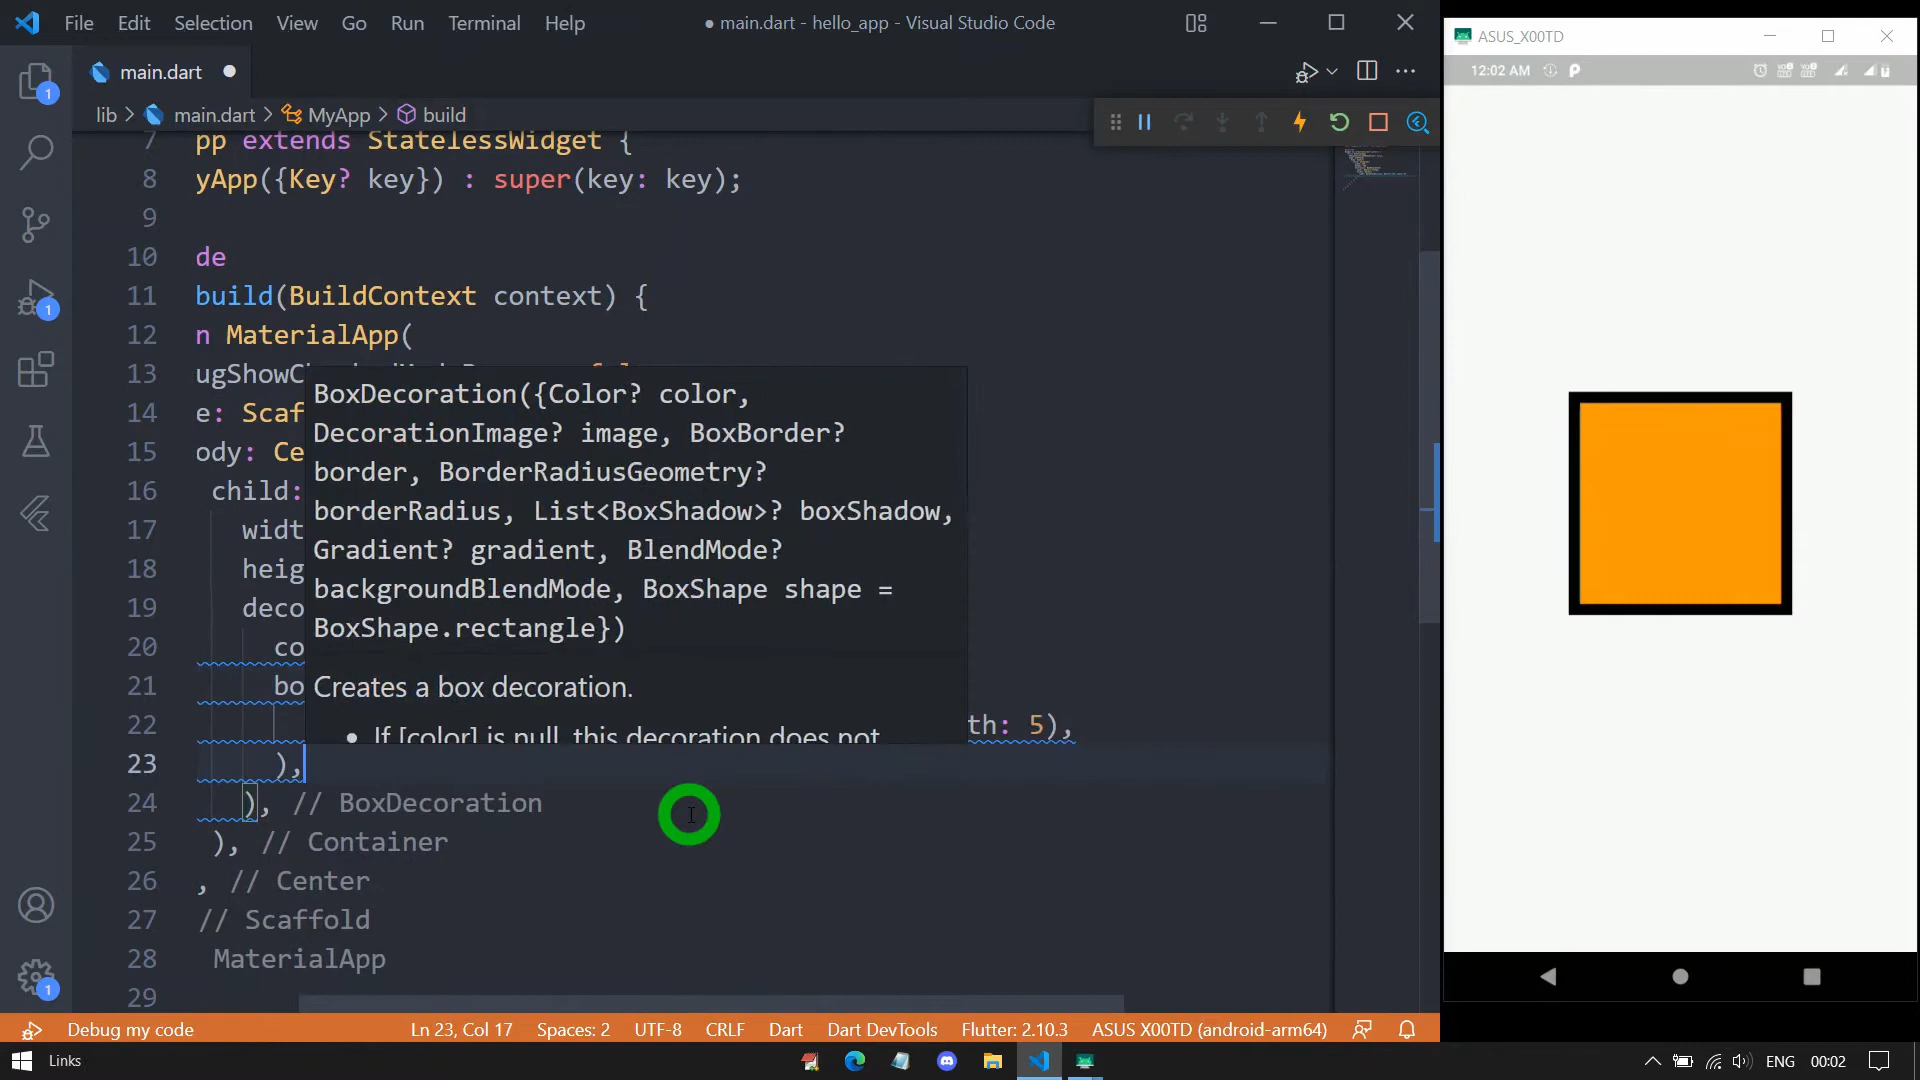 File Edit Selection View Go Run Terminal Help
● main.dart - hello_app - Visual Studio Code
main.dart
lib > main.dart > MyApp > build
7 pp extends StatelessWidget {
8 yApp({Key? key}) : super(key: key);
9
10 de
11 build(BuildContext context) {
12 n MaterialApp(
13 ugShowC
14 e: Scaf
15 ody: Ce
16 child:
17 widt
18 heig
19 deco
20 co
21 bo
22 th: 5),
23 ),
24 ), // BoxDecoration
25 ), // Container
26 , // Center
27 // Scaffold
28 MaterialApp
29
BoxDecoration({Color? color,
DecorationImage? image, BoxBorder?
border, BorderRadiusGeometry?
borderRadius, List<BoxShadow>? boxShadow,
Gradient? gradient, BlendMode?
backgroundBlendMode, BoxShape shape =
BoxShape.rectangle})
Creates a box decoration.
• If [color] is null, this decoration does not
1
1
1
Debug my code
Ln 23, Col 17 Spaces: 2 UTF-8 CRLF Dart Dart DevTools Flutter: 2.10.3 ASUS X00TD (android-arm64)
ASUS_X00TD
12:02 AM
Links
ENG 00:02